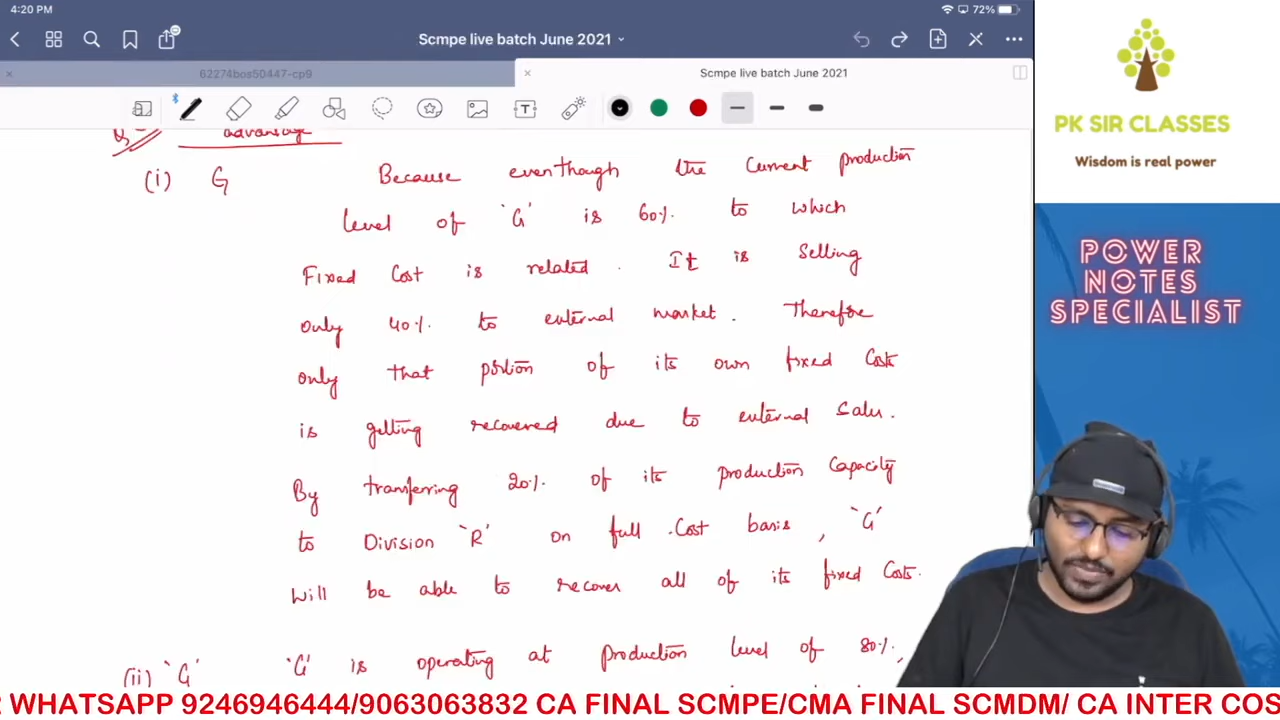 4:20 PM
72%
Scmpe live batch June 2021
62274bos50447-cp9
Scmpe live batch June 2021
advantage
(i) G Because eventhough the Current production
level of 'G' is 60% to which
Fixed Cost is related. It is Selling
only 40% to external market. Therefore
only that portion of its own fixed Costs
is getting recovered due to external Sales.
By transferring 20% of its production Capacity
to Division 'R' on full Cost basis, 'G'
will be able to recover all of its fixed Costs.
(ii) 'G' 'G' is operating at production level of 80%,
PK SIR CLASSES
Wisdom is real power
POWER
NOTES
SPECIALIST
WHATSAPP 9246946444/9063063832 CA FINAL SCMPE/CMA FINAL SCMDM/ CA INTER COS